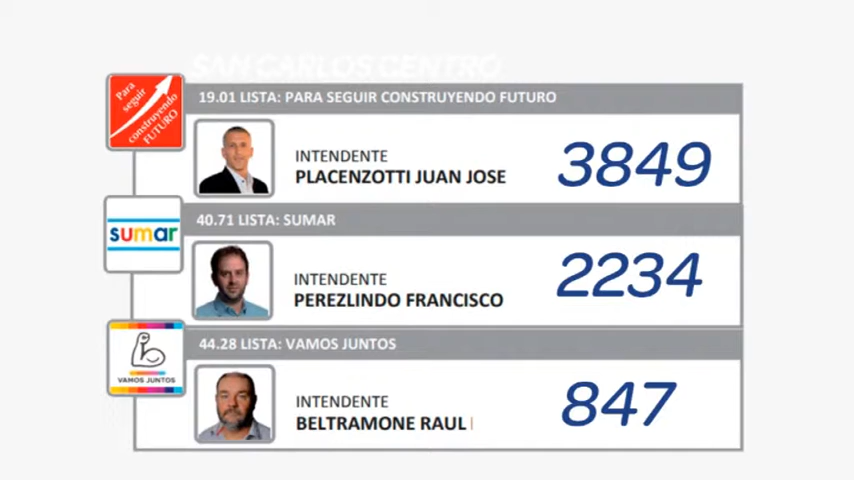 SAN CARLOS CENTRO
Para
seguir
construyendo
FUTURO
19.01 LISTA: PARA SEGUIR CONSTRUYENDO FUTURO
INTENDENTE
PLACENZOTTI JUAN JOSE
3849
sumar
40.71 LISTA: SUMAR
INTENDENTE
PEREZLINDO FRANCISCO
2234
VAMOS JUNTOS
44.28 LISTA: VAMOS JUNTOS
INTENDENTE
BELTRAMONE RAUL
847